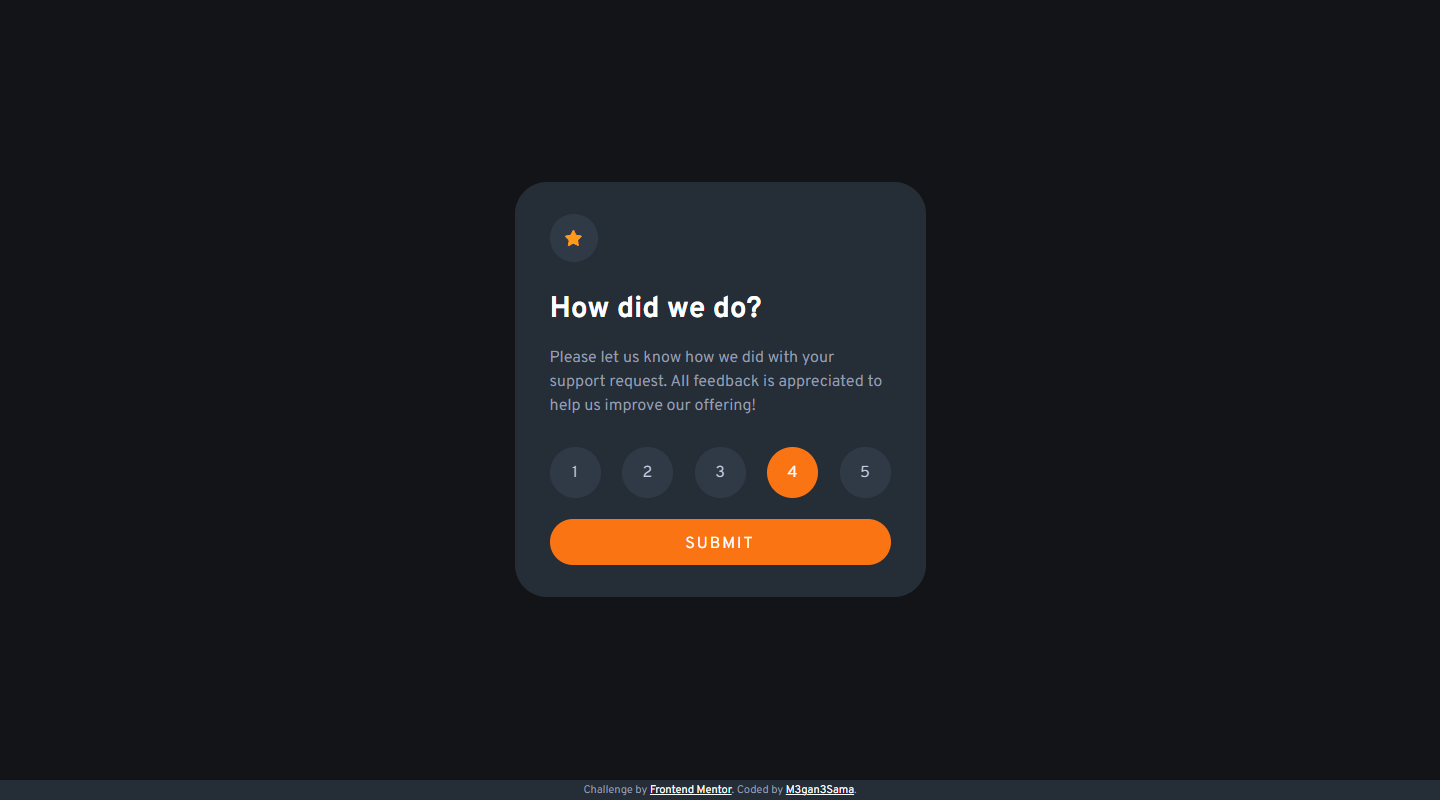 How did we do?
Please let us know how we did with your
support request. All feedback is appreciated to
help us improve our offering!
1 2 3 4 5
SUBMIT
Challenge by Frontend Mentor. Coded by M3gan3Sama.